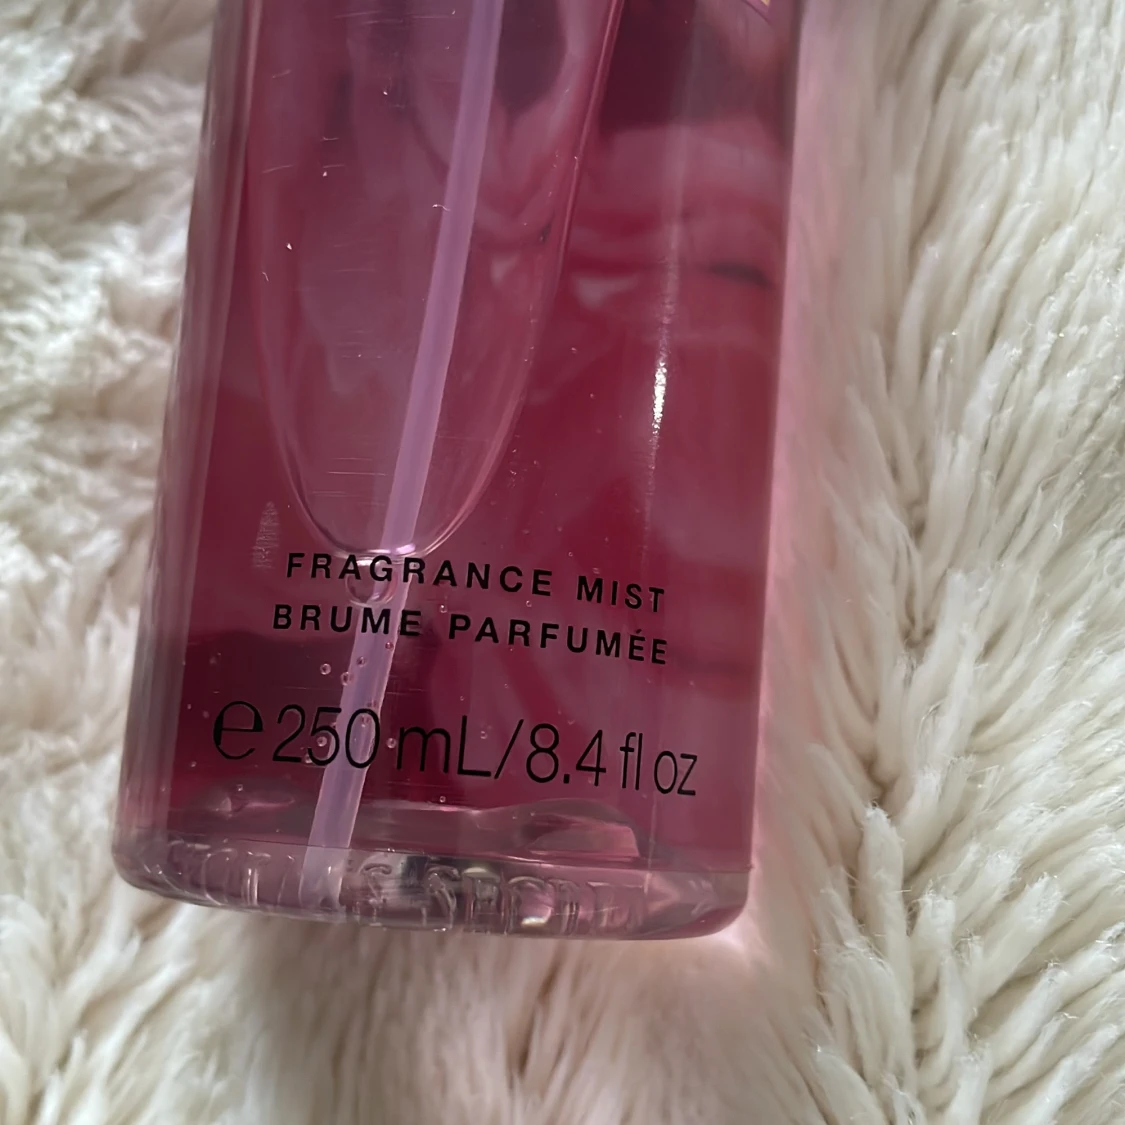 FRAGRANCE MIST
BRUME PARFUMÉE
℮ 250 mL/8.4 fl oz